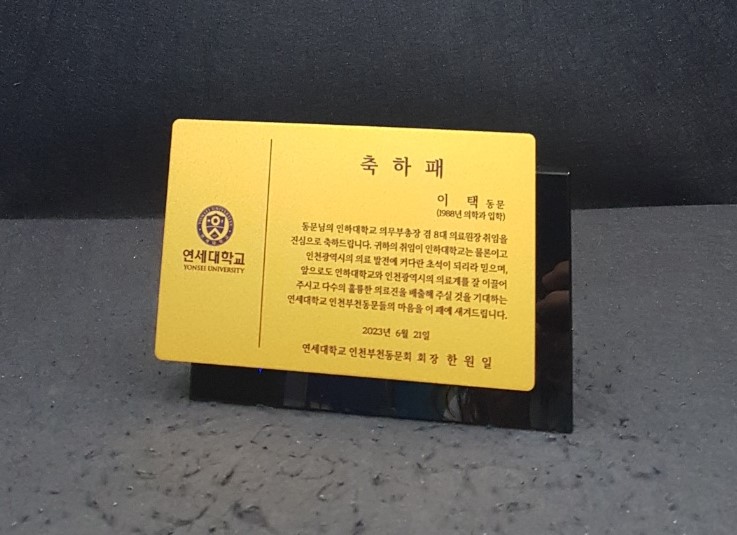 축하패
이 택 동문
(1988년 의학과 입학)
동문님의 인하대학교 의무부총장 겸 8대 의료원장 취임을
진심으로 축하드립니다. 귀하의 취임이 인하대학교는 물론이고
인천광역시의 의료 발전에 커다란 초석이 되리라 믿으며,
앞으로도 인하대학교와 인천광역시의 의료계를 잘 이끌어
주시고 다수의 훌륭한 의료진을 배출해 주실 것을 기대하는
연세대학교 인천부천동문들의 마음을 이 패에 새겨드립니다.
2023년 6월 21일
연세대학교 인천부천동문회 회장 한원일
연세대학교
YONSEI UNIVERSITY